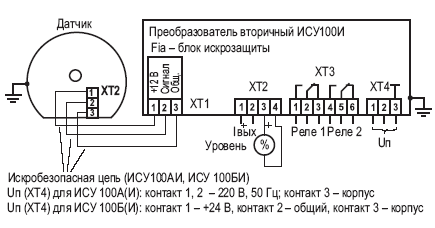 Датчик
Преобразователь вторичный ИСУ100И
Fia – блок искрозащиты
+12 В
Сигнал
Общ.
XT2
1
2
3
1 2 3
XT1
XT2
1 2 3 4
XT3
1 2 3 4 5 6
XT4
1 2 3
+ - +
Iвых
Уровень
%
Реле 1 Реле 2
Uп
Искробезопасная цепь (ИСУ100АИ, ИСУ 100БИ)
Uп (XT4) для ИСУ 100А(И): контакт 1, 2 – 220 В, 50 Гц; контакт 3 – корпус
Uп (XT4) для ИСУ 100Б(И): контакт 1 – +24 В, контакт 2 – общий, контакт 3 – корпус